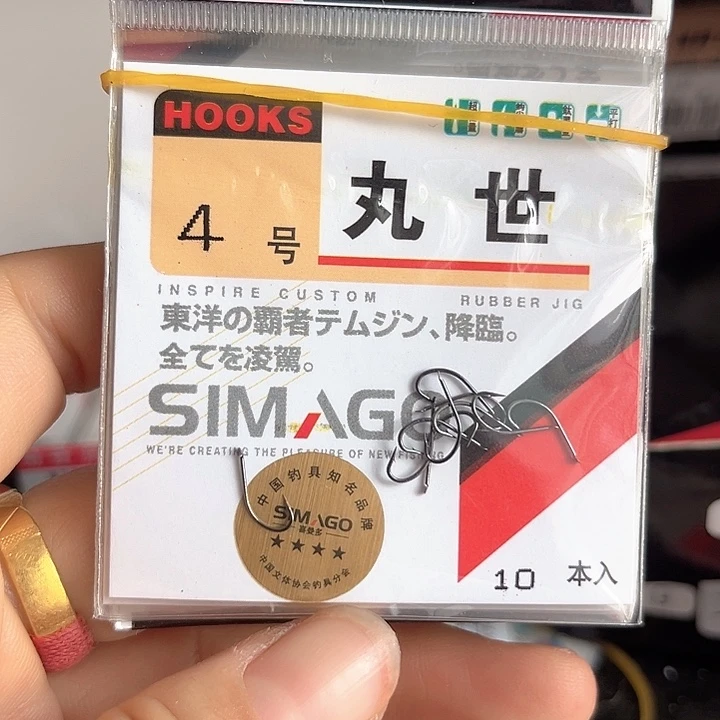 HOOKS
丸世
4号
INSPIRE CUSTOM RUBBER JIG
東洋の覇者テムジン、降臨。
全てを凌駕。
SIMAGO
WE'RE CREATING THE PLEASURE OF NEW FISHING
中国钓具知名品牌
SIMAGO
喜曼多
★★★★
中国文体协会钓具分会
10 本入